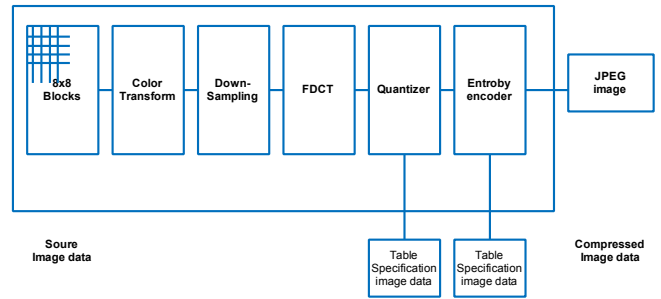 8x8
Blocks
Color
Transform
Down-
Sampling
FDCT
Quantizer
Entroby
encoder
JPEG
image
Soure
Image data
Table
Specification
image data
Table
Specification
image data
Compressed
Image data